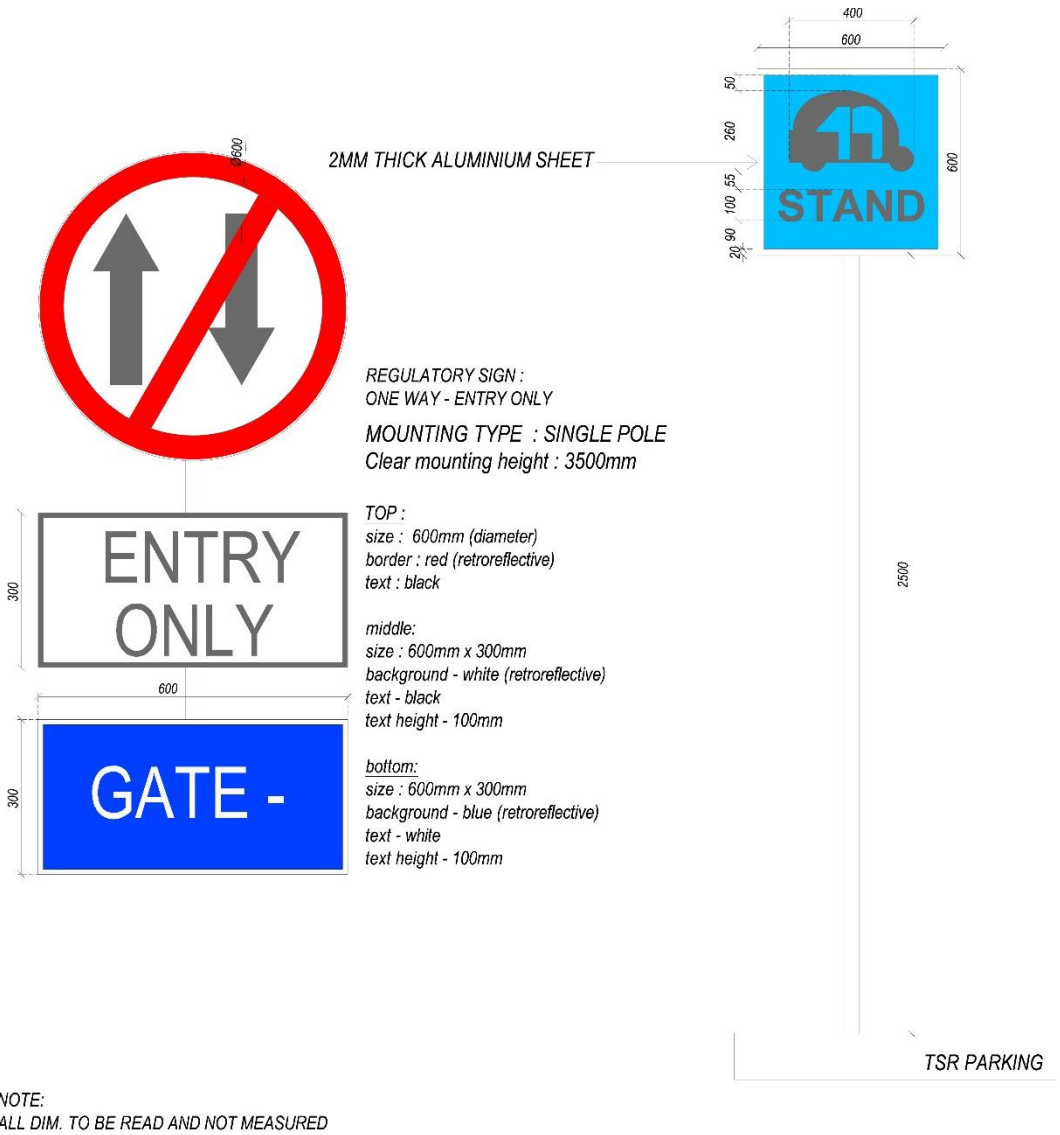 400
600
50
260
55
100
90
20
600
STAND
2MM THICK ALUMINIUM SHEET
Ø600
REGULATORY SIGN :
ONE WAY - ENTRY ONLY
MOUNTING TYPE : SINGLE POLE
Clear mounting height : 3500mm
ENTRY
ONLY
300
TOP :
size : 600mm (diameter)
border : red (retroreflective)
text : black
middle:
size : 600mm x 300mm
background - white (retroreflective)
text - black
text height - 100mm
600
GATE -
300
bottom:
size : 600mm x 300mm
background - blue (retroreflective)
text - white
text height - 100mm
2500
TSR PARKING
NOTE:
ALL DIM. TO BE READ AND NOT MEASURED